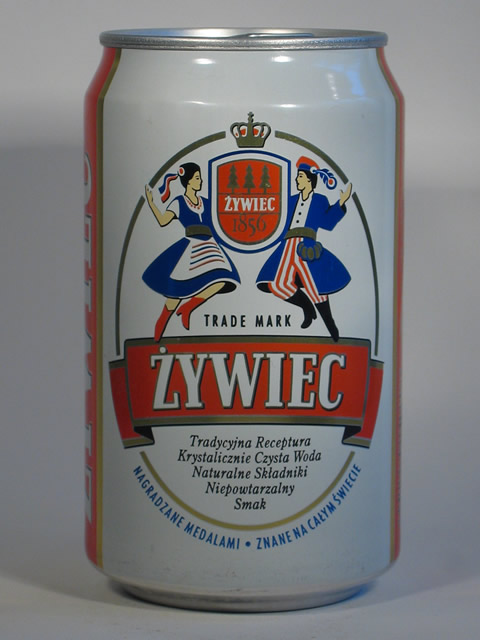 ŻYWIEC
1856
TRADE MARK
ŻYWIEC
Tradycyjna Receptura
Krystalicznie Czysta Woda
Naturalne Składniki
Niepowtarzalny
Smak
NAGRADZANE MEDALAMI • ZNANE NA CAŁYM ŚWIECIE
ŻYWIEC